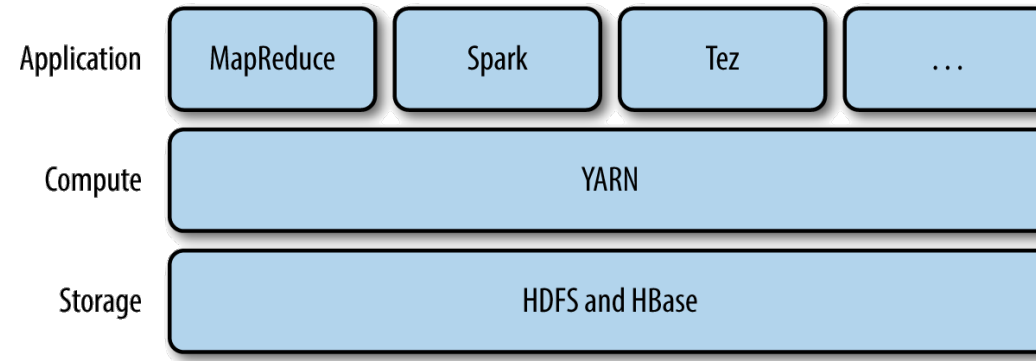 Application MapReduce Spark Tez ...
Compute YARN
Storage HDFS and HBase